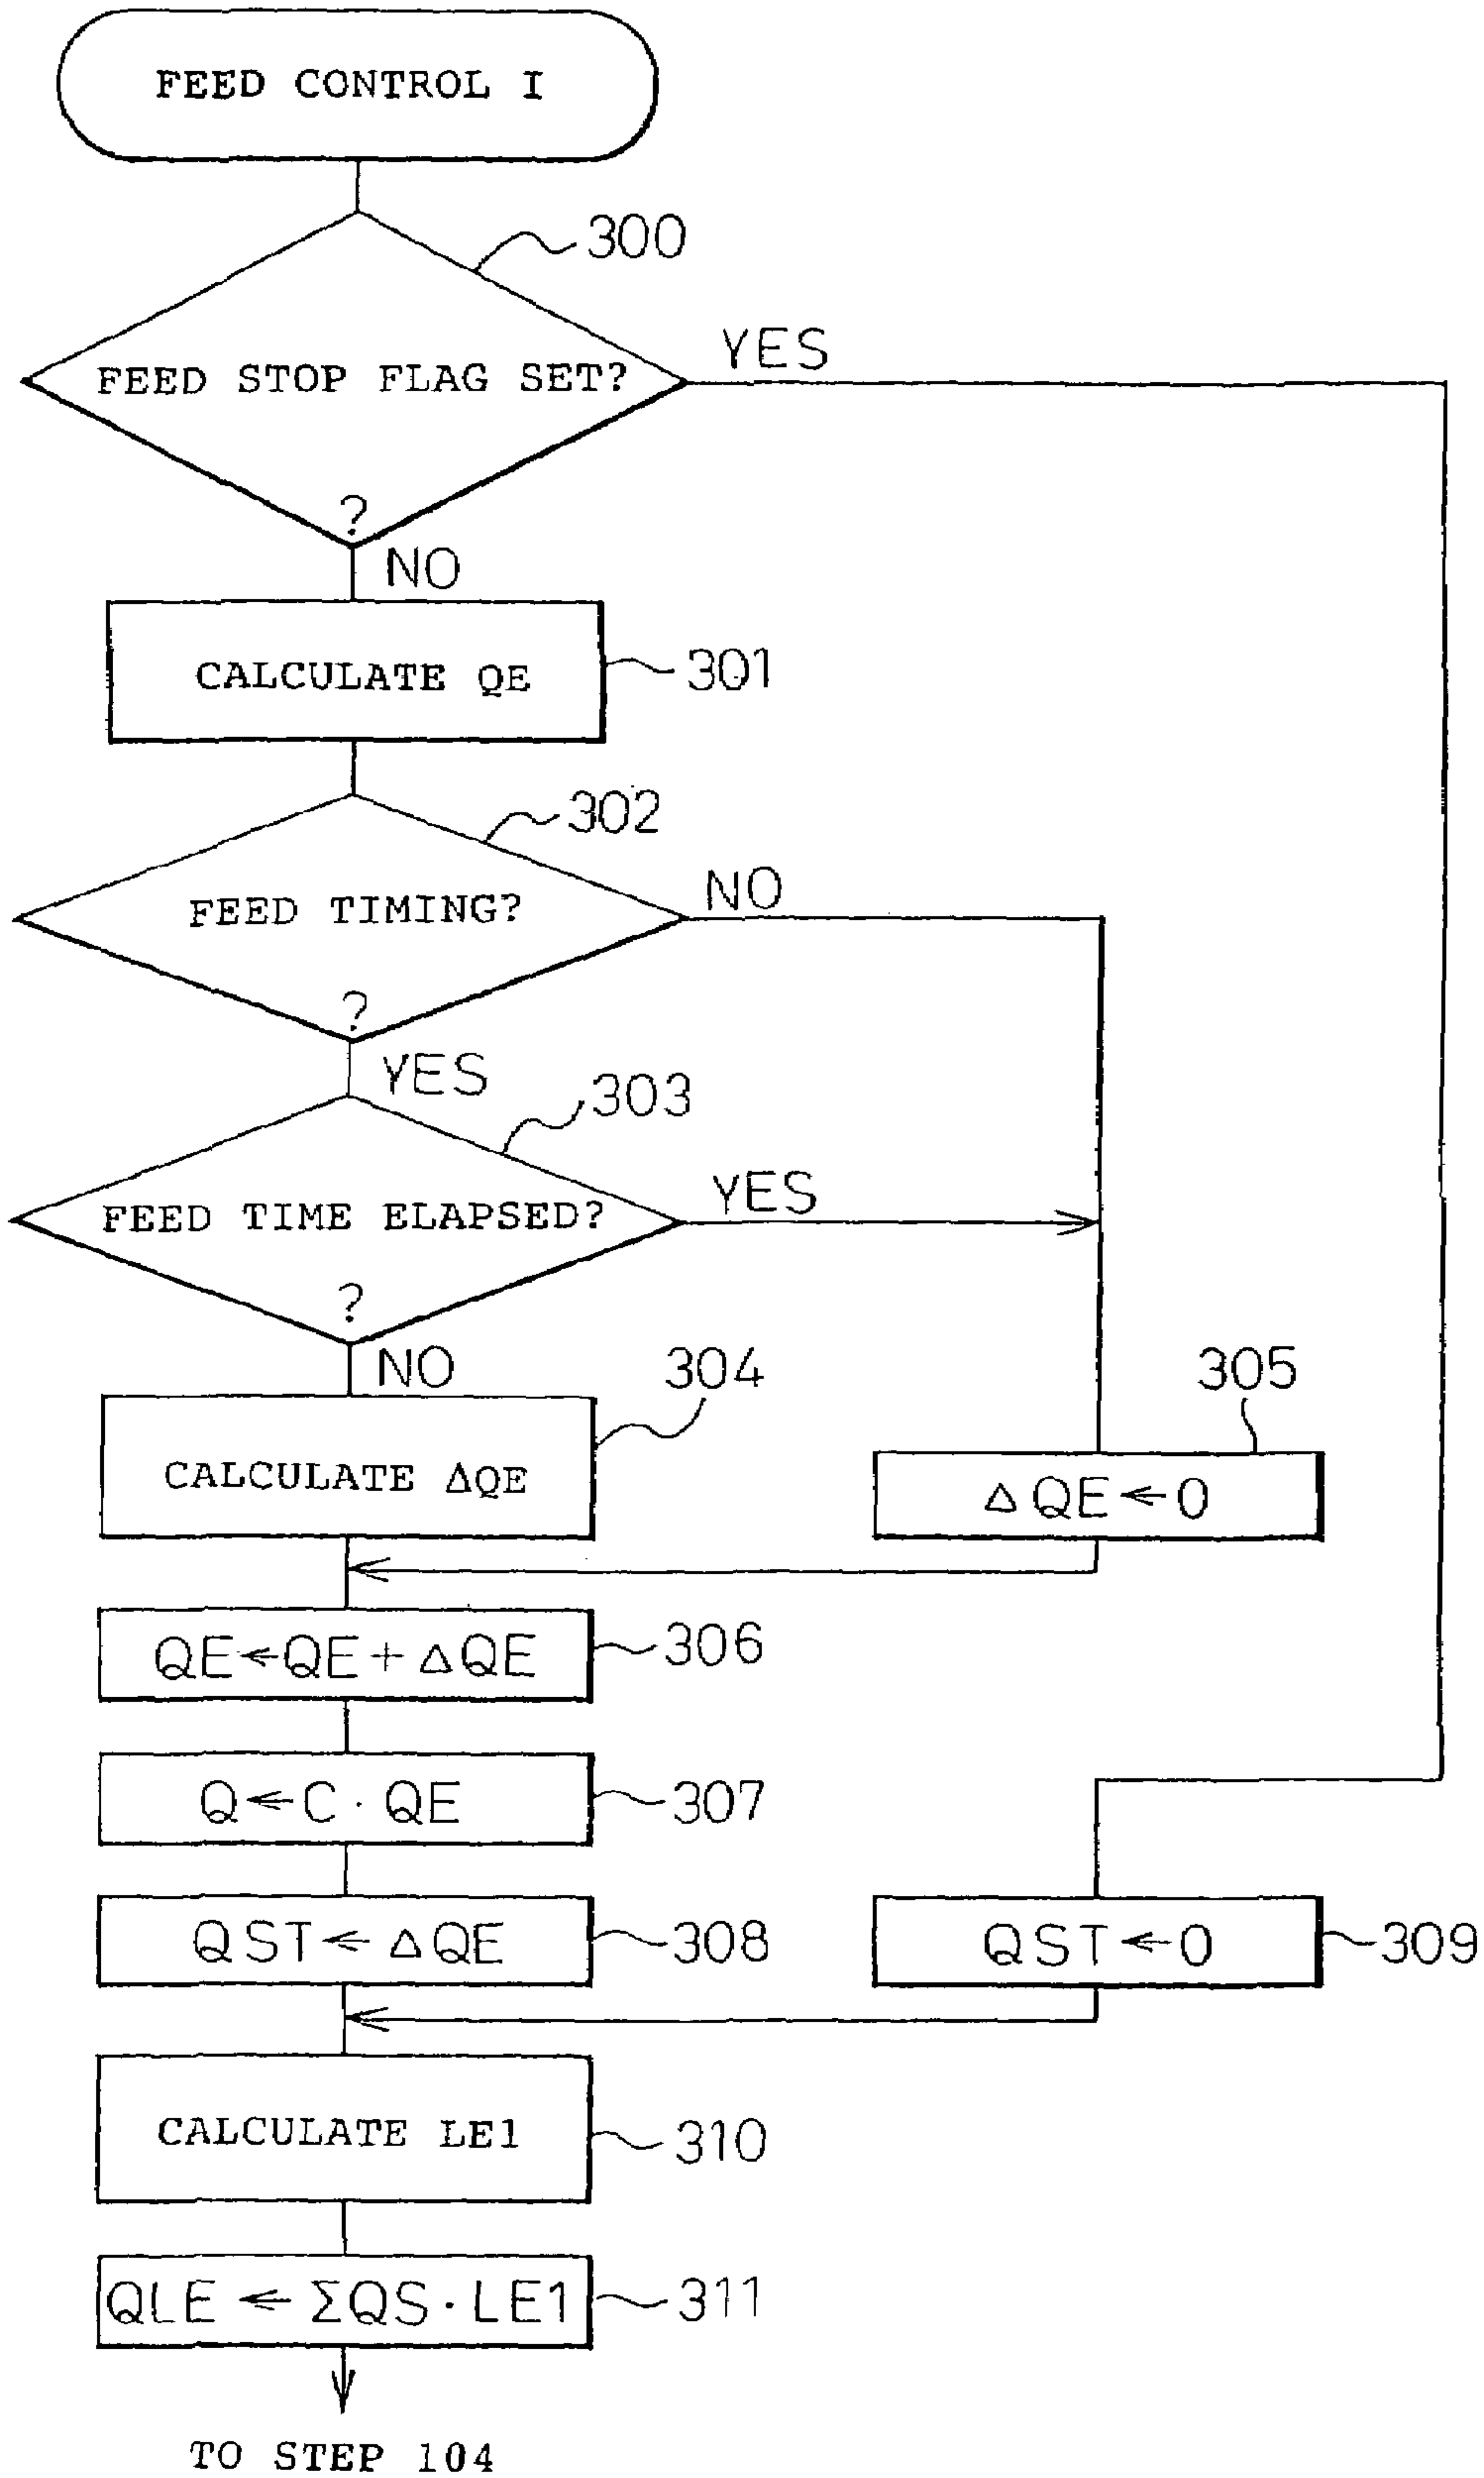 FEED CONTROL I
300
FEED STOP FLAG SET?
YES
?
NO
CALCULATE QE
301
302
FEED TIMING?
NO
?
YES
303
FEED TIME ELAPSED?
YES
?
NO
304
305
CALCULATE ΔQE
ΔQE←0
QE←QE+ΔQE
306
Q←C·QE
307
QST←ΔQE
308
QST←0
309
CALCULATE LE1
310
QLE ← ΣQS·LE1
311
TO STEP 104